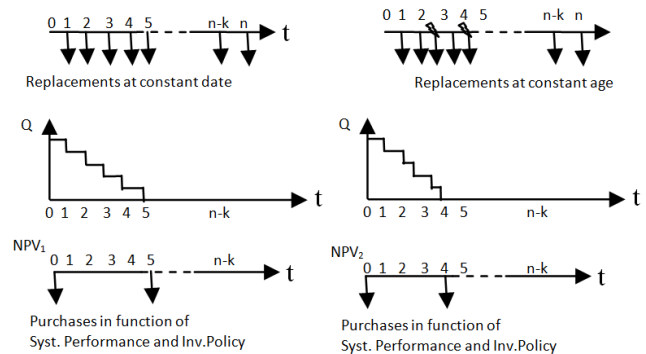 0 1 2 3 4 5 n-k n t
Replacements at constant date
0 1 2 3 4 5 n-k n t
Replacements at constant age
Q
t
0 1 2 3 4 5 n-k
Q
t
0 1 2 3 4 5 n-k
NPV1
0 1 2 3 4 5 n-k t
Purchases in function of
Syst. Performance and Inv.Policy
NPV2
0 1 2 3 4 5 n-k t
Purchases in function of
Syst. Performance and Inv.Policy